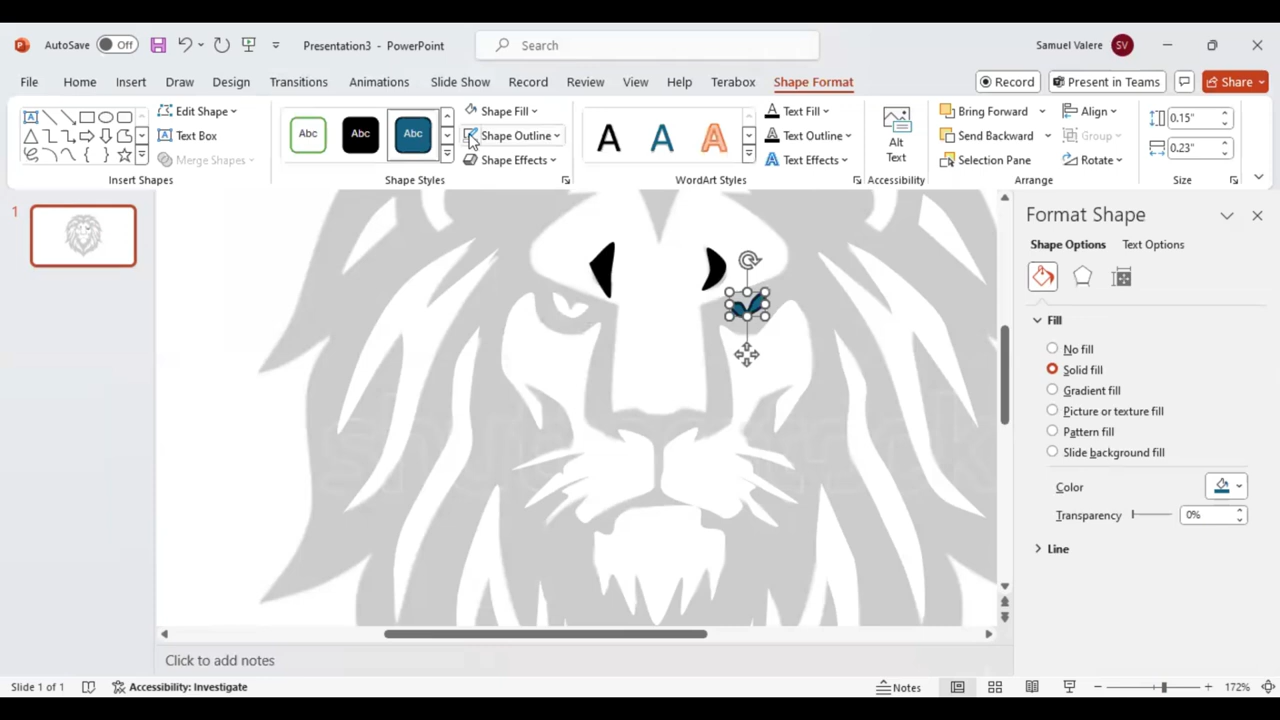 AutoSave Off Presentation3 - PowerPoint Search Samuel Valere SV
File Home Insert Draw Design Transitions Animations Slide Show Record Review View Help Terabox Shape Format Record Present in Teams Share
Edit Shape Abc Abc Abc Shape Fill A A A Text Fill Bring Forward Align 0.15"
Text Box Shape Outline Text Outline Alt Text Send Backward Group 0.23"
Merge Shapes Shape Effects Text Effects Selection Pane Rotate
Insert Shapes Shape Styles WordArt Styles Accessibility Arrange Size
1
Format Shape
Shape Options Text Options
Fill
No fill
Solid fill
Gradient fill
Picture or texture fill
Pattern fill
Slide background fill
Color
Transparency 0%
Line
Click to add notes
Slide 1 of 1 Accessibility: Investigate Notes 172%